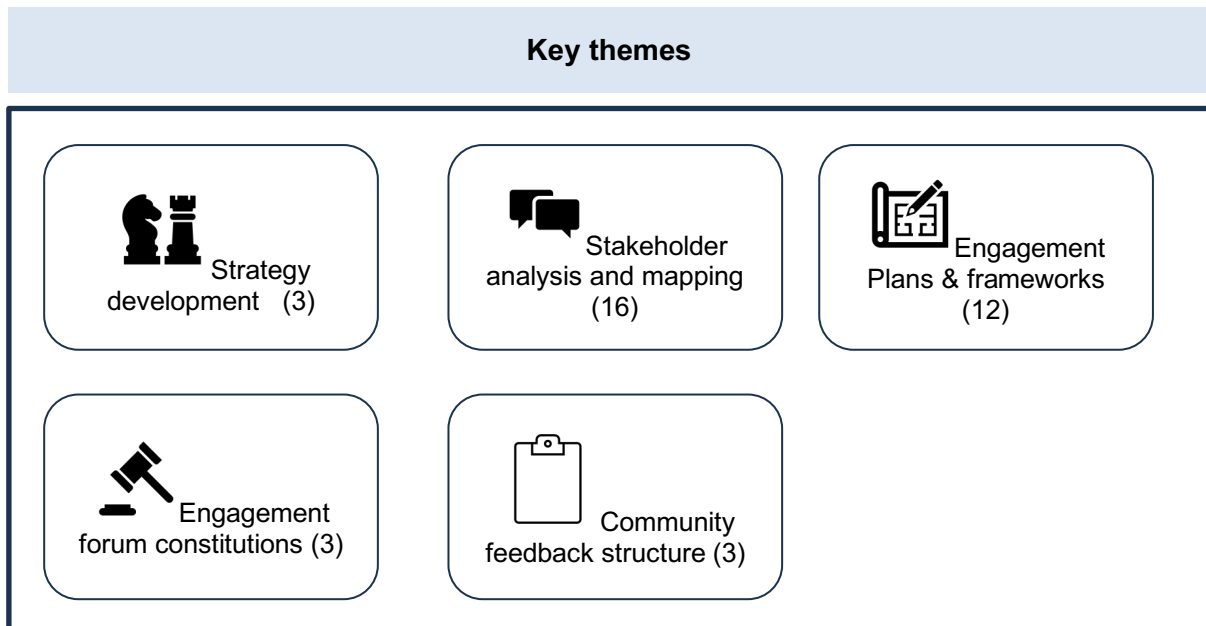 Key themes
Strategy
development (3)
Stakeholder
analysis and mapping
(16)
Engagement
Plans & frameworks
(12)
Engagement
forum constitutions (3)
Community
feedback structure (3)